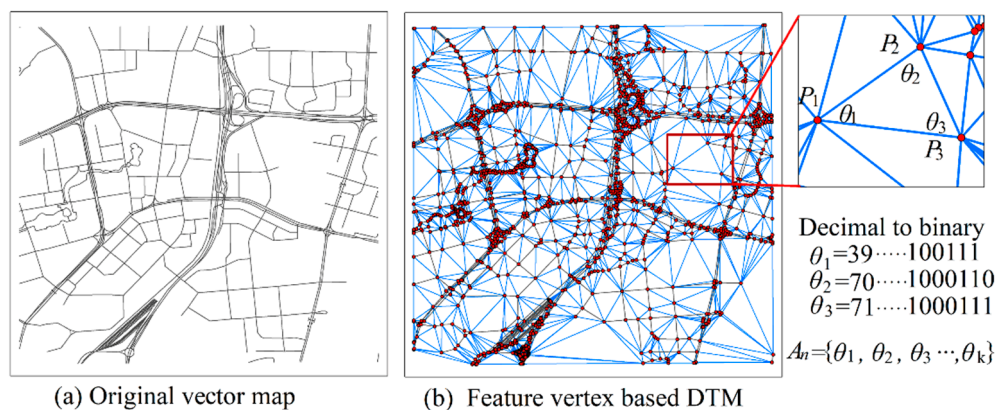 P₂
θ₂
P₁
θ₁
θ₃
P₃
Decimal to binary
θ₁=39·····100111
θ₂=70·····1000110
θ₃=71·····1000111
Aₙ={θ₁, θ₂, θ₃ ···,θₖ}
(a) Original vector map
(b) Feature vertex based DTM